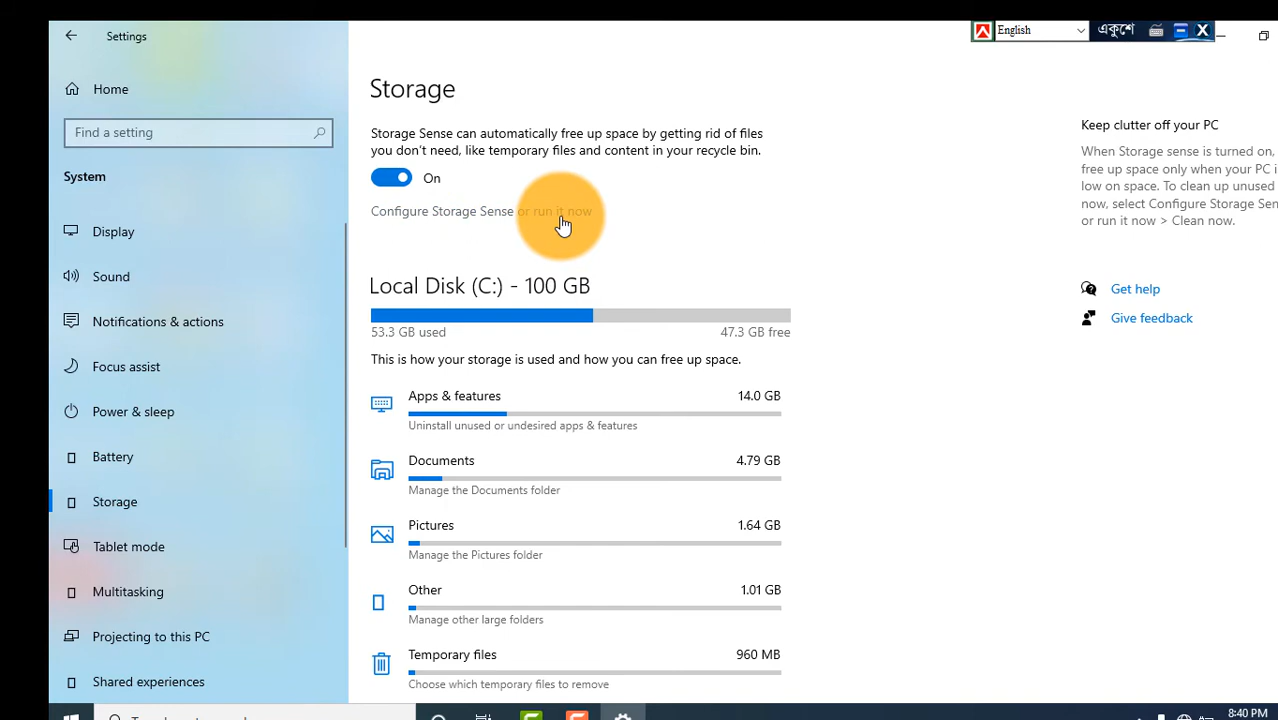 Settings
English
একুশে
Home
Find a setting
System
Display
Sound
Notifications & actions
Focus assist
Power & sleep
Battery
Storage
Tablet mode
Multitasking
Projecting to this PC
Shared experiences
Storage
Storage Sense can automatically free up space by getting rid of files
you don't need, like temporary files and content in your recycle bin.
On
Configure Storage Sense or run it now
Local Disk (C:) - 100 GB
53.3 GB used
47.3 GB free
This is how your storage is used and how you can free up space.
Apps & features
14.0 GB
Uninstall unused or undesired apps & features
Documents
4.79 GB
Manage the Documents folder
Pictures
1.64 GB
Manage the Pictures folder
Other
1.01 GB
Manage other large folders
Temporary files
960 MB
Choose which temporary files to remove
Keep clutter off your PC
When Storage sense is turned on,
free up space only when your PC i
low on space. To clean up unused
now, select Configure Storage Sen
or run it now > Clean now.
Get help
Give feedback
8:40 PM